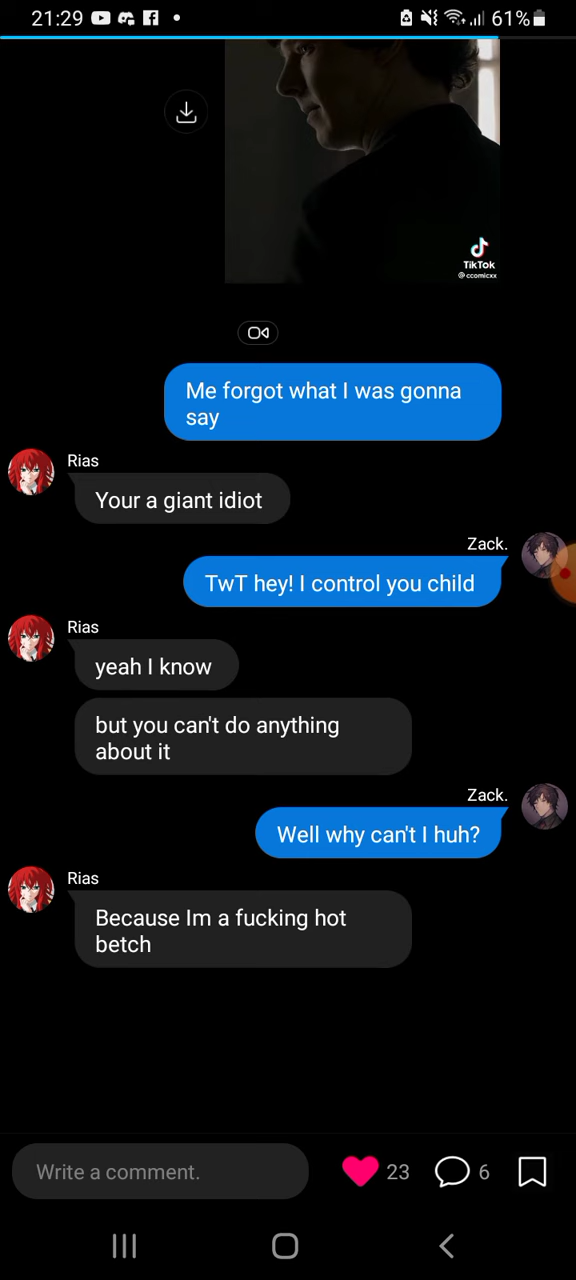 21:29
61%
TikTok
@ccomicxx
Me forgot what I was gonna
say
Rias
Your a giant idiot
Zack.
TwT hey! I control you child
Rias
yeah I know
but you can't do anything
about it
Zack.
Well why can't I huh?
Rias
Because Im a fucking hot
betch
Write a comment.
23
6